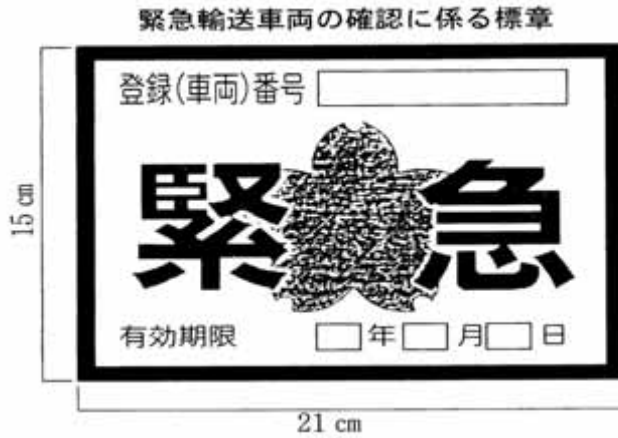 緊急輸送車両の確認に係る標章
登録(車両)番号
緊急
有効期限 年 月 日
15 cm
21 cm